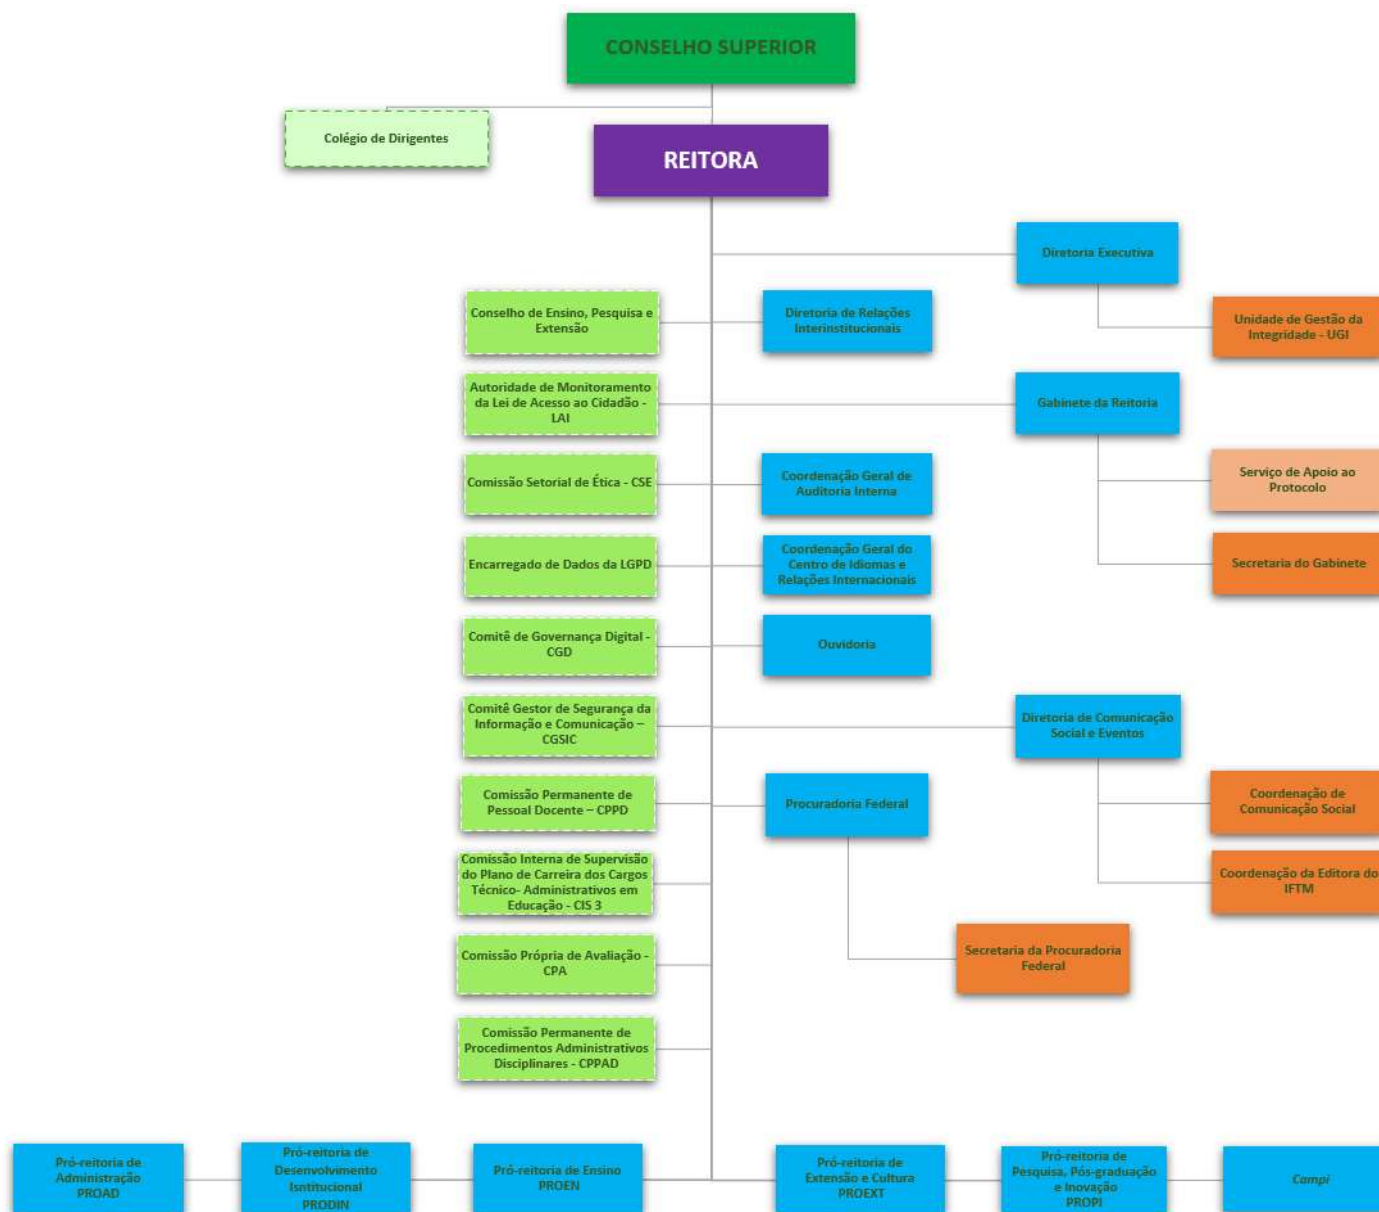 CONSELHO SUPERIOR
Colégio de Dirigentes
REITORA
Diretoria Executiva
Conselho de Ensino, Pesquisa e
Extensão
Diretoria de Relações
Interinstitucionais
Unidade de Gestão da
Integridade - UGI
Autoridade de Monitoramento
da Lei de Acesso ao Cidadão -
LAI
Gabinete da Reitoria
Comissão Setorial de Ética - CSE
Coordenação Geral de
Auditoria Interna
Serviço de Apoio ao
Protocolo
Encarregado de Dados da LGPD
Coordenação Geral do
Centro de Idiomas e
Relações Internacionais
Secretaria do Gabinete
Comitê de Governança Digital -
CGD
Ouvidoria
Comitê Gestor de Segurança da
Informação e Comunicação –
CGSIC
Diretoria de Comunicação
Social e Eventos
Comissão Permanente de
Pessoal Docente – CPPD
Procuradoria Federal
Coordenação de
Comunicação Social
Comissão Interna de Supervisão
do Plano de Carreira dos Cargos
Técnico- Administrativos em
Educação - CIS 3
Coordenação da Editora do
IFTM
Comissão Própria de Avaliação -
CPA
Secretaria da Procuradoria
Federal
Comissão Permanente de
Procedimentos Administrativos
Disciplinares - CPPAD
Pró-reitoria de
Administração
PROAD
Pró-reitoria de
Desenvolvimento
Isntitucional
PRODIN
Pró-reitoria de Ensino
PROEN
Pró-reitoria de
Extensão e Cultura
PROEXT
Pró-reitoria de
Pesquisa, Pós-graduação
e Inovação
PROPI
Campi